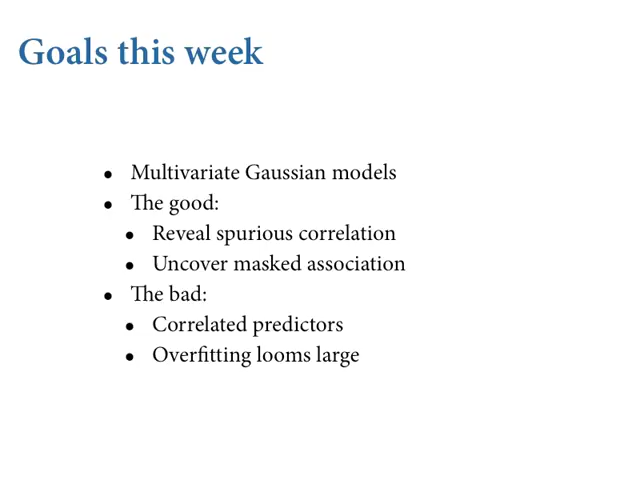 Goals this week
• Multivariate Gaussian models
• The good:
• Reveal spurious correlation
• Uncover masked association
• The bad:
• Correlated predictors
• Overfitting looms large